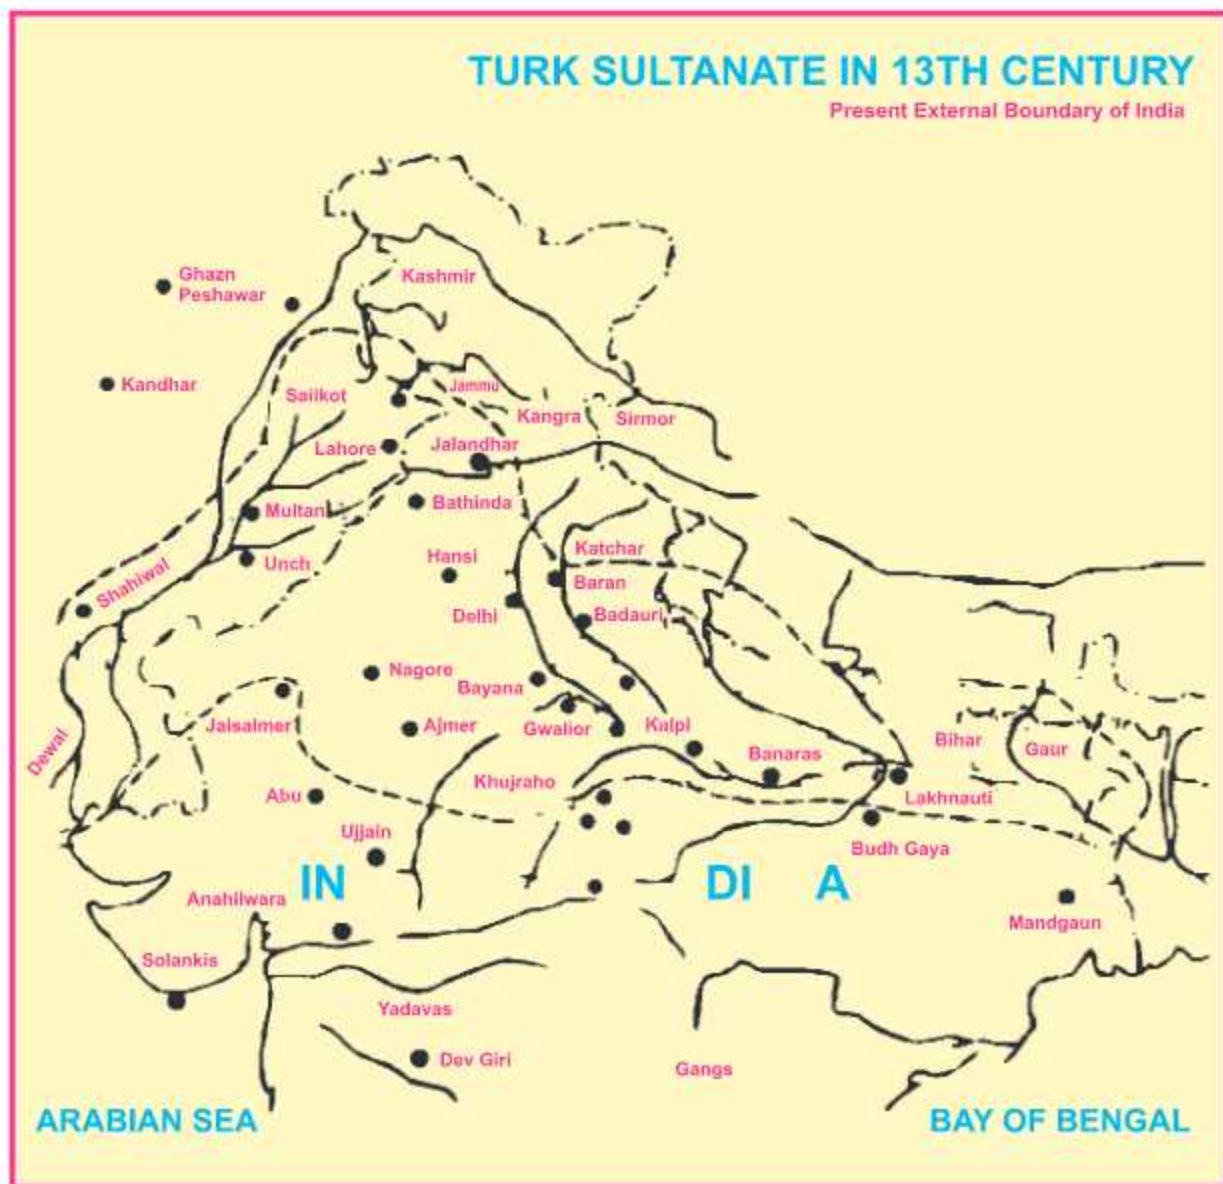 TURK SULTANATE IN 13TH CENTURY
Present External Boundary of India
Kashmir
Ghazn
Peshawar
Kandhar
Saiikot
Jammu
Kangra
Sirmor
Lahore
Jalandhar
Multan
Bathinda
Unch
Hansi
Katchar
Baran
Shahiwal
Delhi
Badauri
Nagore
Bayana
Jaisalmer
Ajmer
Gwalior
Kalpi
Bihar
Gaur
Dewal
Khujraho
Banaras
Abu
Lakhnauti
Ujjain
Budh Gaya
IN DI A
Anahilwara
Mandgaun
Solankis
Yadavas
Dev Giri
Gangs
ARABIAN SEA
BAY OF BENGAL